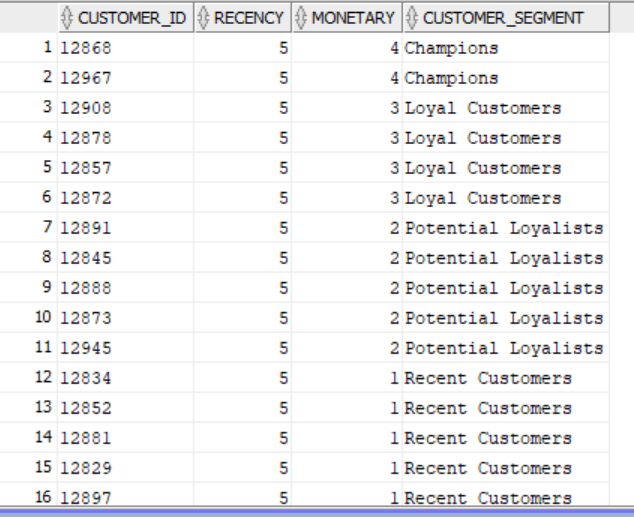 CUSTOMER_ID RECENCY MONETARY CUSTOMER_SEGMENT
1 12868 5 4 Champions
2 12967 5 4 Champions
3 12908 5 3 Loyal Customers
4 12878 5 3 Loyal Customers
5 12857 5 3 Loyal Customers
6 12872 5 3 Loyal Customers
7 12891 5 2 Potential Loyalists
8 12845 5 2 Potential Loyalists
9 12888 5 2 Potential Loyalists
10 12873 5 2 Potential Loyalists
11 12945 5 2 Potential Loyalists
12 12834 5 1 Recent Customers
13 12852 5 1 Recent Customers
14 12881 5 1 Recent Customers
15 12829 5 1 Recent Customers
16 12897 5 1 Recent Customers